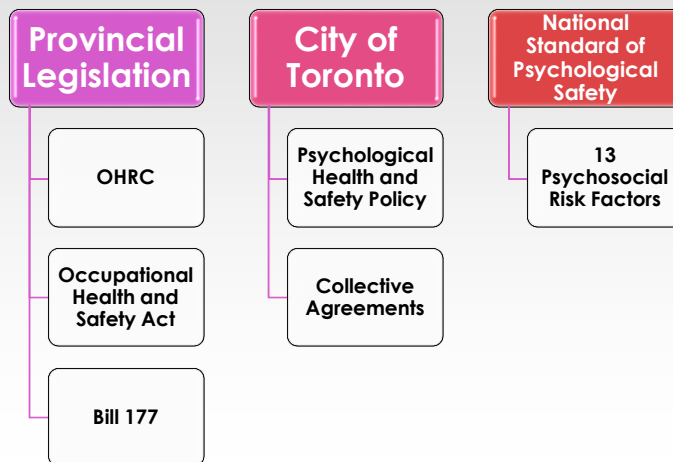 Provincial
Legislation
OHRC
Occupational
Health and
Safety Act
Bill 177
City of
Toronto
Psychological
Health and
Safety Policy
Collective
Agreements
National
Standard of
Psychological
Safety
13
Psychosocial
Risk Factors